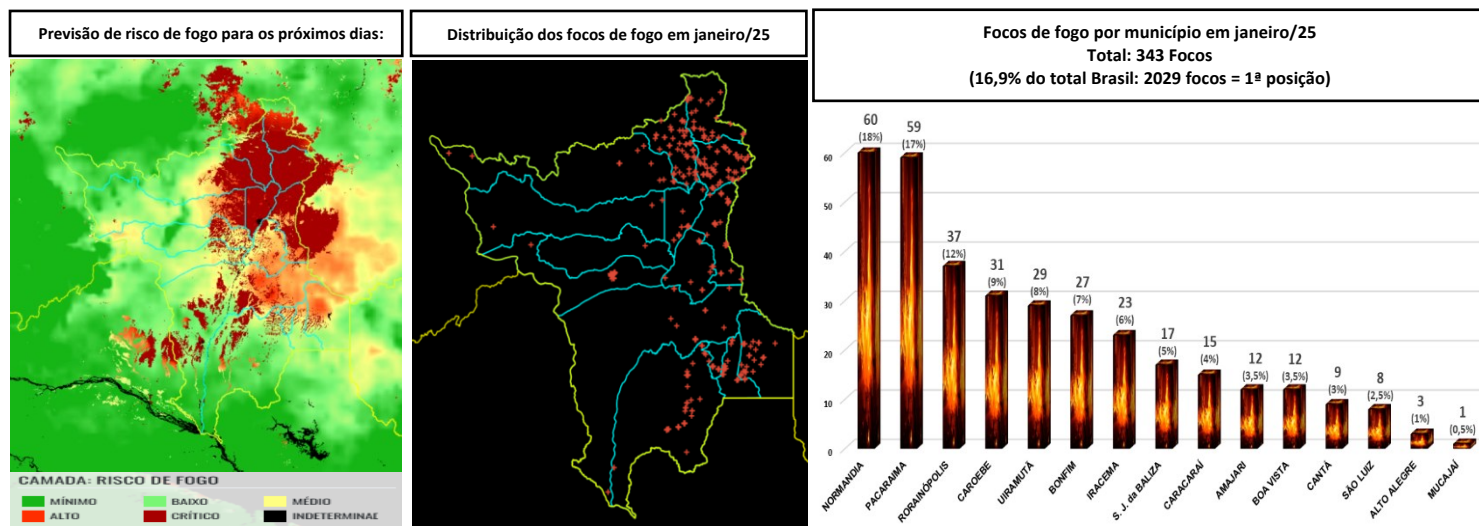 Previsão de risco de fogo para os próximos dias:
CAMADA: RISCO DE FOGO
MÍNIMO
BAIXO
MÉDIO
ALTO
CRÍTICO
INDETERMINAD
Distribuição dos focos de fogo em janeiro/25
Focos de fogo por município em janeiro/25
Total: 343 Focos
(16,9% do total Brasil: 2029 focos = 1ª posição)
60
50
40
30
20
10
0
60
(18%)
59
(17%)
37
(12%)
31
(9%)
29
(8%)
27
(7%)
23
(6%)
17
(5%)
15
(4%)
12
(3,5%)
12
(3,5%)
9
(3%)
8
(2,5%)
3
(1%)
1
(0,5%)
NORMANDIA
PACARAIMA
RORAINÓPOLIS
CAROEBE
UIRAMUTÃ
BONFIM
IRACEMA
S. J. da BALIZA
CARACARAÍ
AMAJARI
BOA VISTA
CANTÁ
SÃO LUIZ
ALTO ALEGRE
MUCAJAÍ